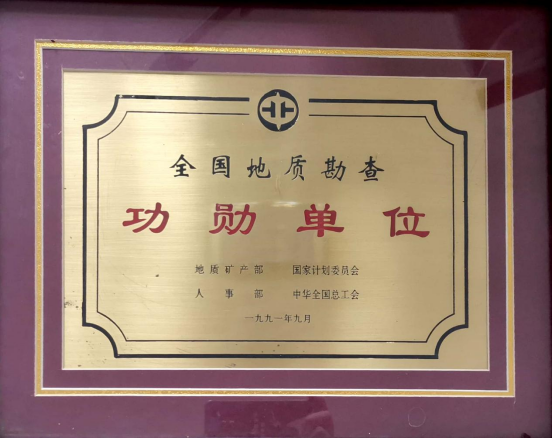 全国地质勘查
功勋单位
地质矿产部 国家计划委员会
人事部 中华全国总工会
一九九一年九月